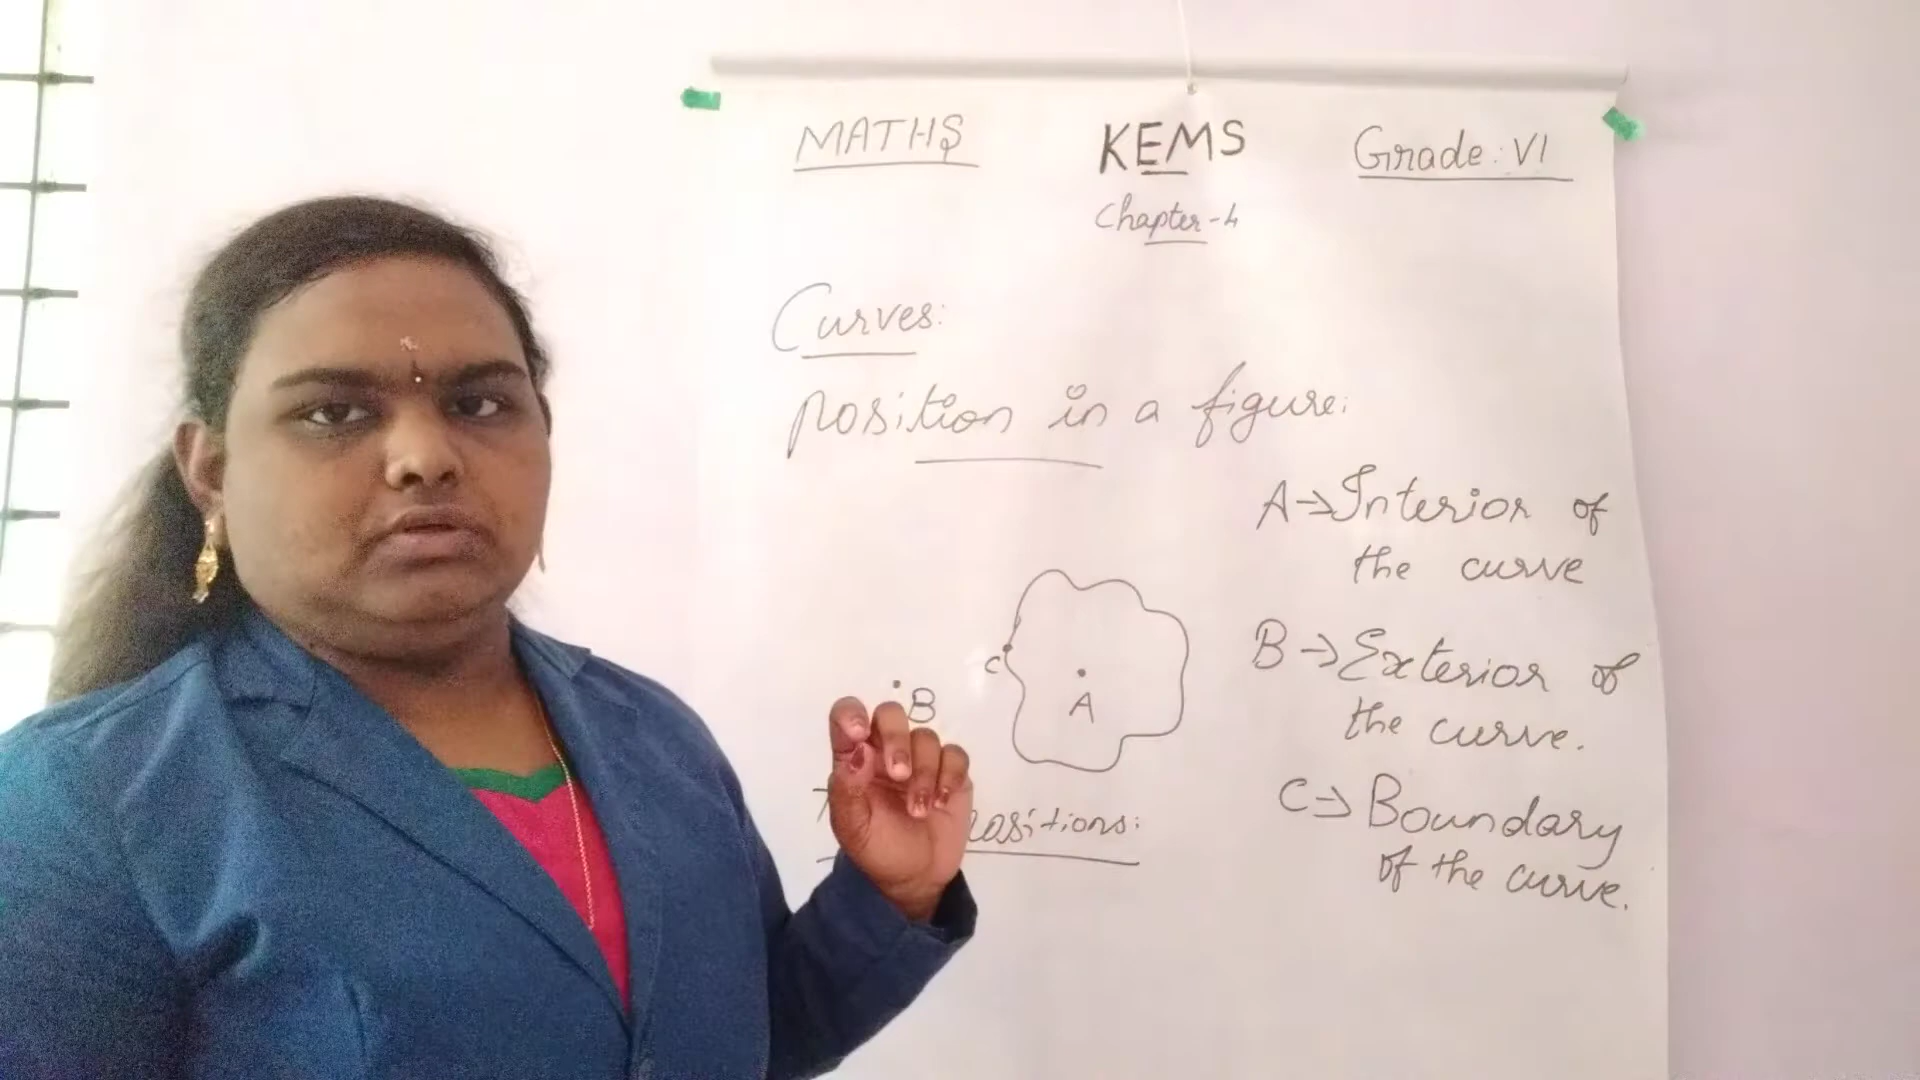 MATHS
KEMS
Grade: VI
Chapter-4
Curves:
position in a figure:
A→Interior of
the curve
B→Exterior of
the curve.
C→Boundary
of the curve.
C
A
B
positions: